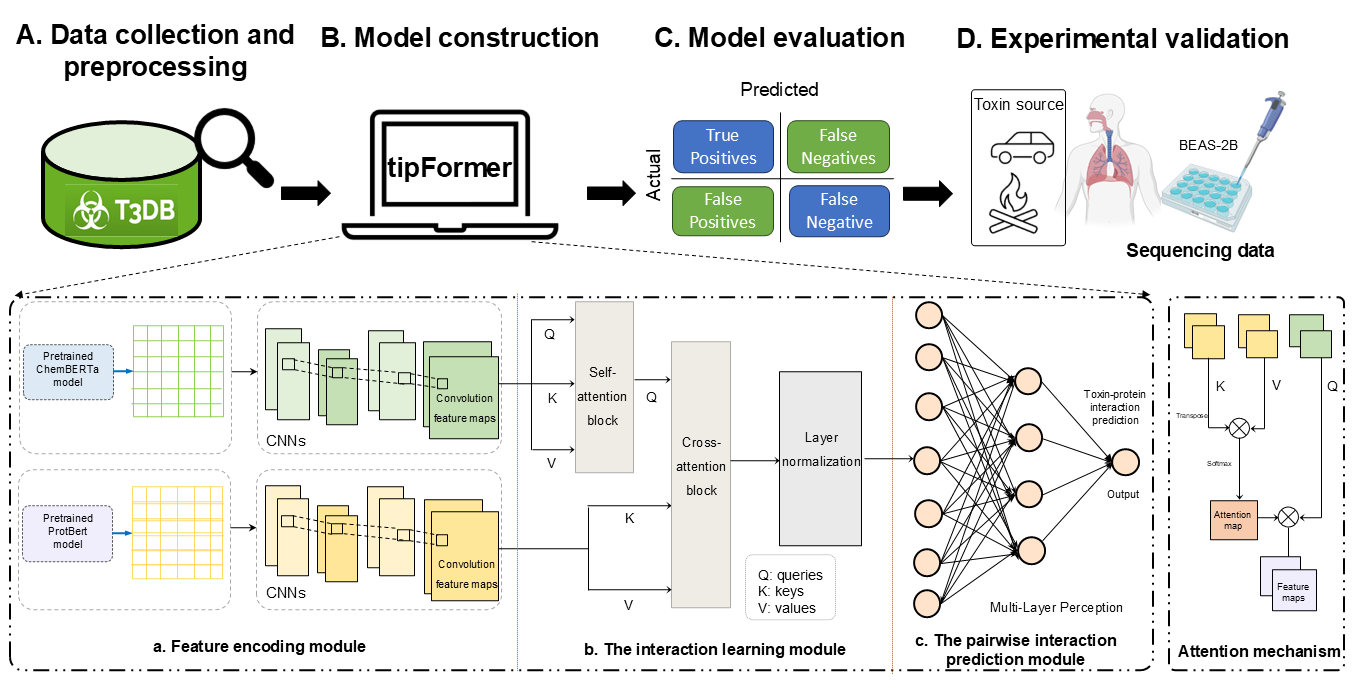 A. Data collection and
preprocessing
B. Model construction
C. Model evaluation
D. Experimental validation
T3DB
tipFormer
Predicted
Actual
True
Positives
False
Negatives
False
Positives
False
Negative
Toxin source
BEAS-2B
Sequencing data
Pretrained
ChemBERTa
model
CNNs
Convolution
feature maps
Pretrained
ProtBert
model
CNNs
Convolution
feature maps
a. Feature encoding module
Q
K
V
Self-
attention
block
Q
K
V
Cross-
attention
block
Layer
normalization
Q: queries
K: keys
V: values
b. The interaction learning module
Toxin-protein
interaction
prediction
Output
Multi-Layer Perception
c. The pairwise interaction
prediction module
K
V
Q
Transpose
Softmax
Attention
map
Feature
maps
Attention mechanism